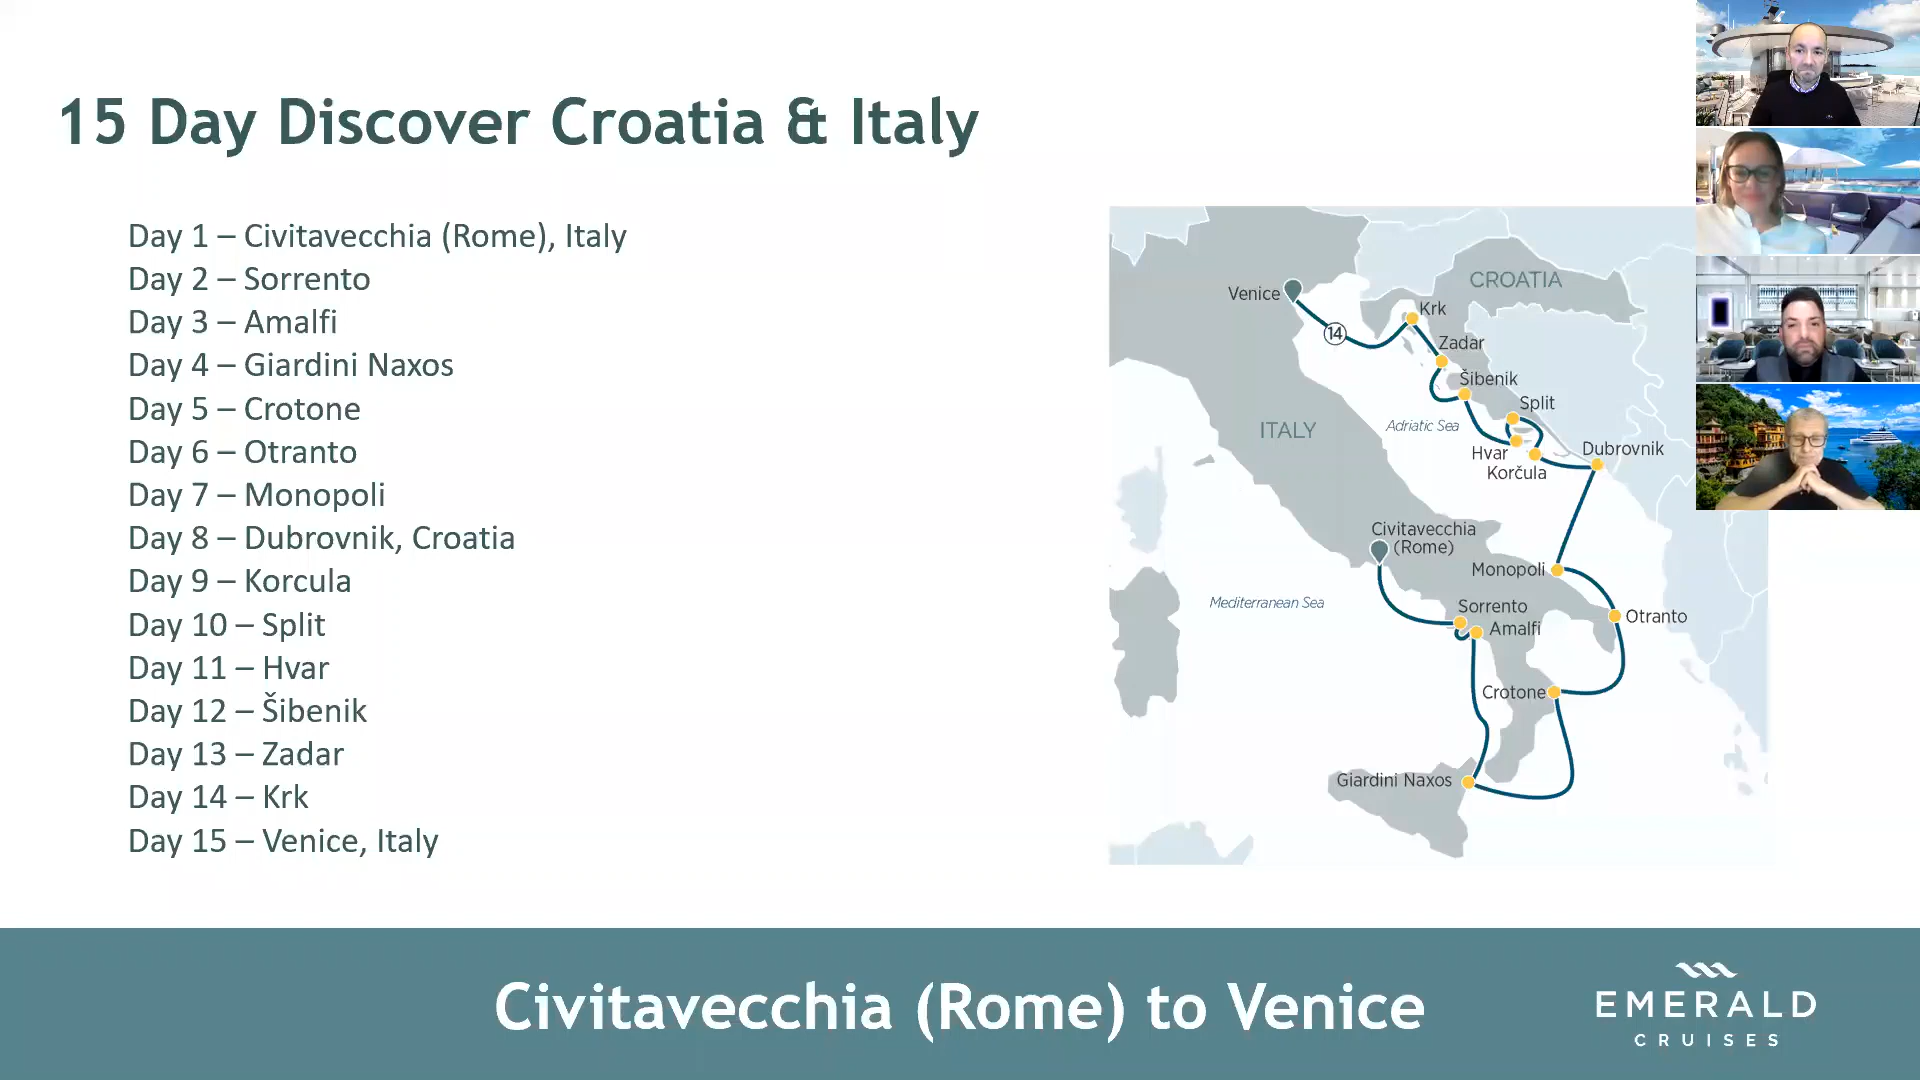 15 Day Discover Croatia & Italy
Day 1 – Civitavecchia (Rome), Italy
Day 2 – Sorrento
Day 3 – Amalfi
Day 4 – Giardini Naxos
Day 5 – Crotone
Day 6 – Otranto
Day 7 – Monopoli
Day 8 – Dubrovnik, Croatia
Day 9 – Korcula
Day 10 – Split
Day 11 – Hvar
Day 12 – Šibenik
Day 13 – Zadar
Day 14 – Krk
Day 15 – Venice, Italy
CROATIA
Venice
Krk
14
Zadar
Šibenik
Split
ITALY
Adriatic Sea
Hvar
Dubrovnik
Korčula
Civitavecchia
(Rome)
Monopoli
Mediterranean Sea
Sorrento
Otranto
Amalfi
Crotone
Giardini Naxos
Civitavecchia (Rome) to Venice
EMERALD
CRUISES